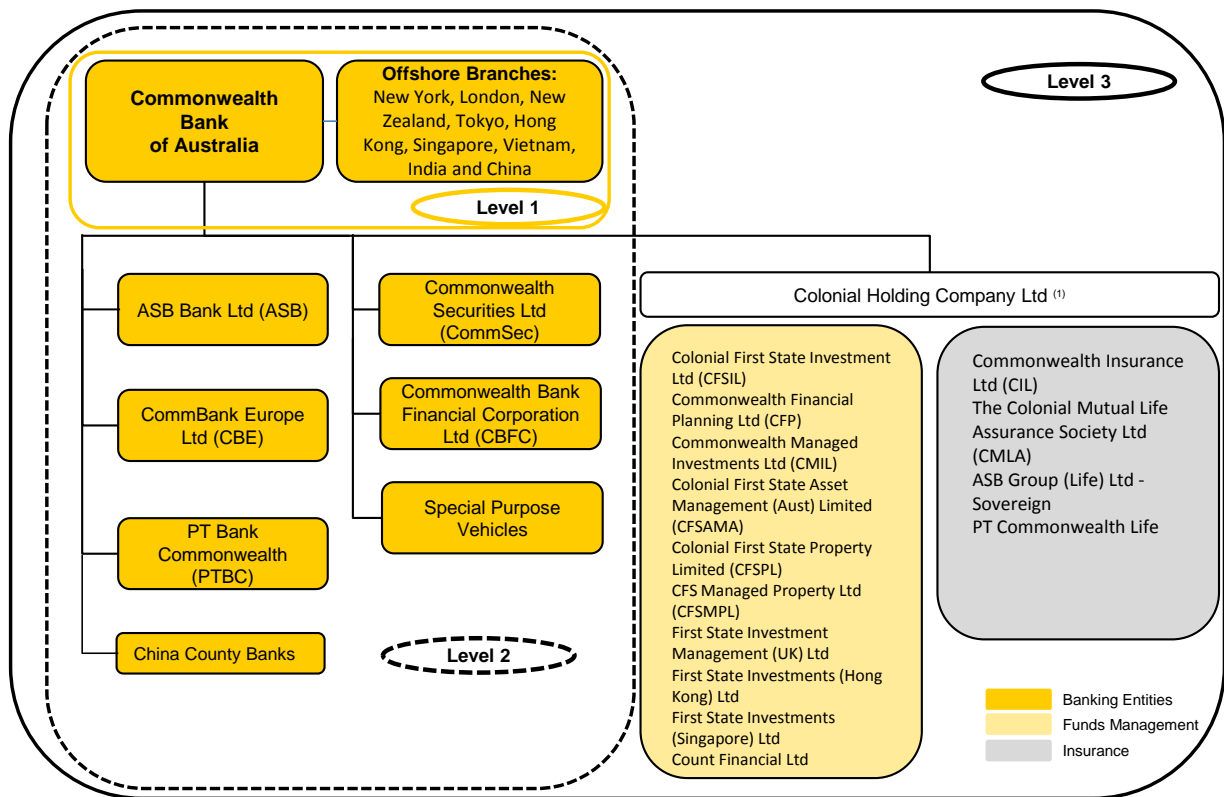 Commonwealth
Bank
of Australia
Offshore Branches:
New York, London, New
Zealand, Tokyo, Hong
Kong, Singapore, Vietnam,
India and China
Level 3
Level 1
ASB Bank Ltd (ASB)
Commonwealth
Securities Ltd
(CommSec)
Colonial Holding Company Ltd (1)
CommBank Europe
Ltd (CBE)
Commonwealth Bank
Financial Corporation
Ltd (CBFC)
PT Bank
Commonwealth
(PTBC)
Special Purpose
Vehicles
China County Banks
Level 2
Colonial First State Investment
Ltd (CFSIL)
Commonwealth Financial
Planning Ltd (CFP)
Commonwealth Managed
Investments Ltd (CMIL)
Colonial First State Asset
Management (Aust) Limited
(CFSAMA)
Colonial First State Property
Limited (CFSPL)
CFS Managed Property Ltd
(CFSMPL)
First State Investment
Management (UK) Ltd
First State Investments (Hong
Kong) Ltd
First State Investments
(Singapore) Ltd
Count Financial Ltd
Commonwealth Insurance
Ltd (CIL)
The Colonial Mutual Life
Assurance Society Ltd
(CMLA)
ASB Group (Life) Ltd -
Sovereign
PT Commonwealth Life
Banking Entities
Funds Management
Insurance